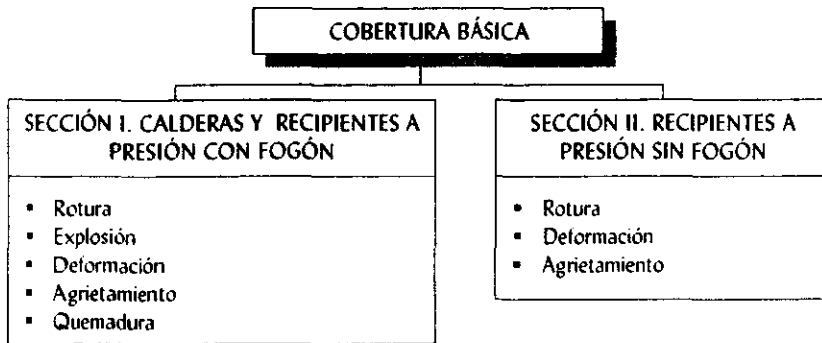 COBERTURA BÁSICA
SECCIÓN I. CALDERAS Y RECIPIENTES A
PRESIÓN CON FOGÓN
▪ Rotura
▪ Explosión
▪ Deformación
▪ Agrietamiento
▪ Quemadura
SECCIÓN II. RECIPIENTES A
PRESIÓN SIN FOGÓN
▪ Rotura
▪ Deformación
▪ Agrietamiento